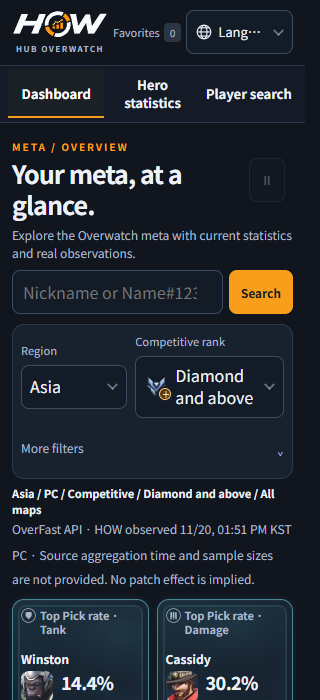 HOW
HUB OVERWATCH
Favorites 0
Lang···
Dashboard
Hero statistics
Player search
META / OVERVIEW
Your meta, at a
glance.
Explore the Overwatch meta with current statistics
and real observations.
Nickname or Name#123
Search
Region
Asia
Competitive rank
Diamond
and above
More filters
Asia / PC / Competitive / Diamond and above / All
maps
OverFast API · HOW observed 11/20, 01:51 PM KST
PC · Source aggregation time and sample sizes
are not provided. No patch effect is implied.
Top Pick rate ·
Tank
Winston
14.4%
Top Pick rate ·
Damage
Cassidy
30.2%